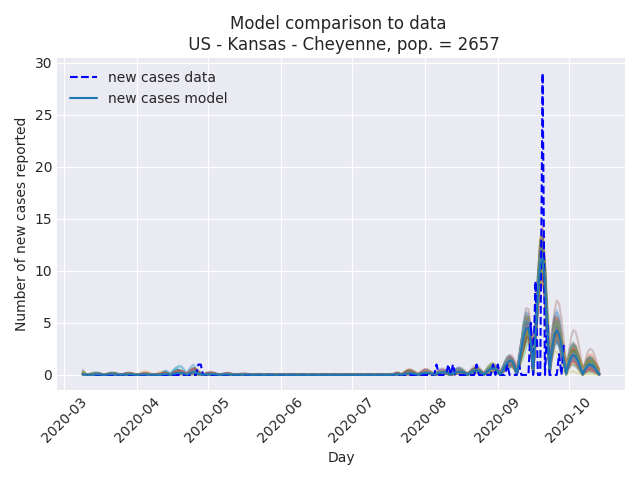 Model comparison to data
US - Kansas - Cheyenne, pop. = 2657
new cases data
new cases model
Number of new cases reported
30
25
20
15
10
5
0
2020-03
2020-04
2020-05
2020-06
2020-07
2020-08
2020-09
2020-10
Day